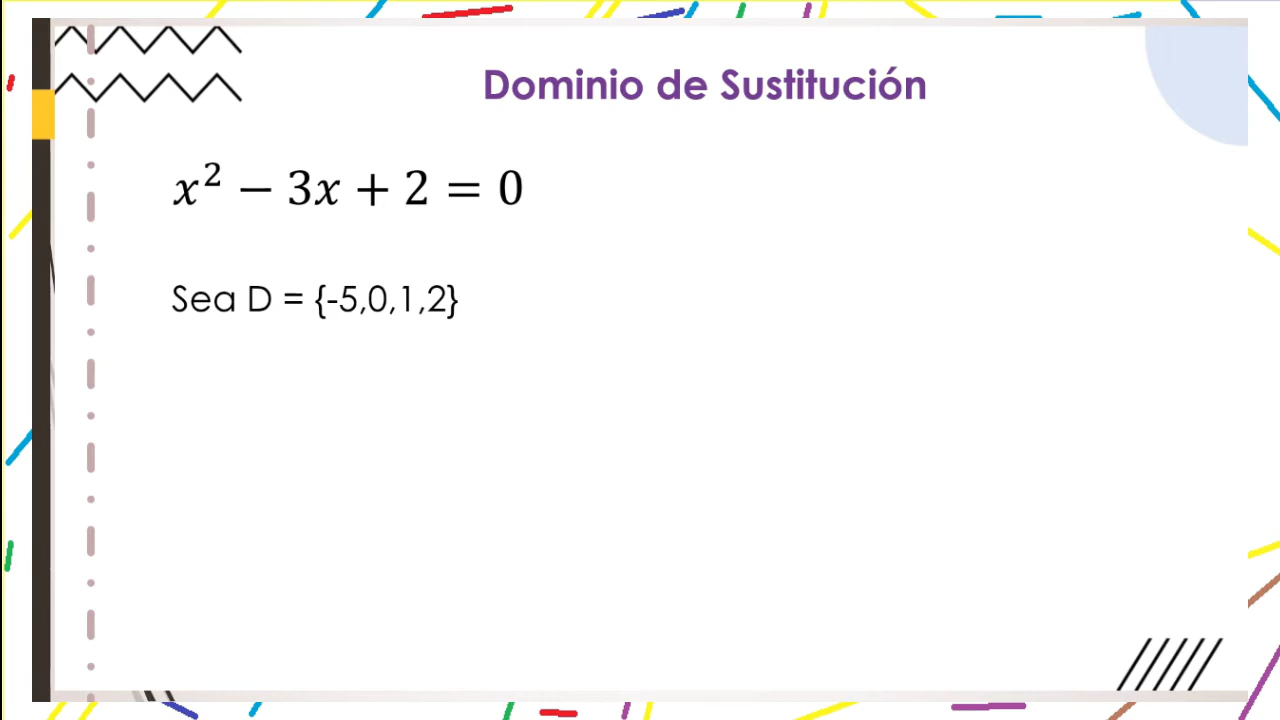 Dominio de Sustitución
x² − 3x + 2 = 0
Sea D = {-5,0,1,2}